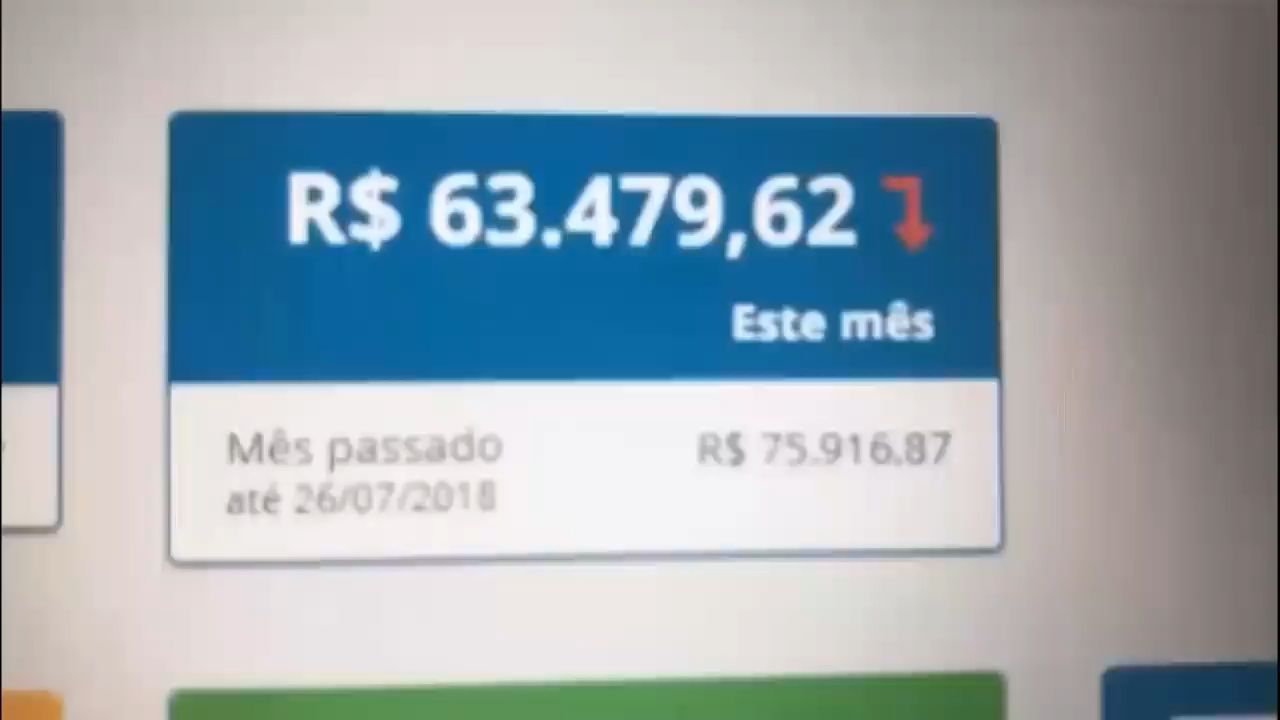 R$ 63.479,62
Este mês
Mês passado R$ 75.916,87
até 26/07/2018